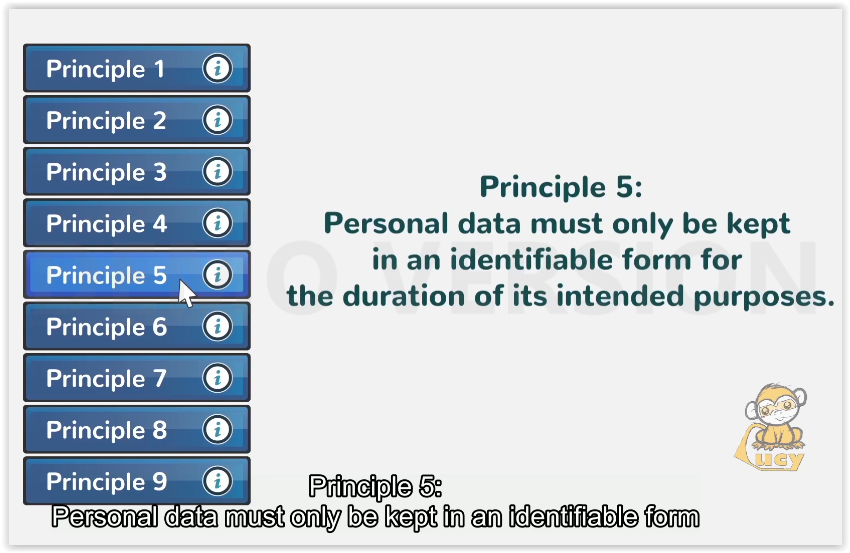 Principle 1
Principle 2
Principle 3
Principle 4
Principle 5
Principle 6
Principle 7
Principle 8
Principle 9
Principle 5:
Personal data must only be kept
in an identifiable form for
the duration of its intended purposes.
O VERSION
Lucy
Principle 5:
Personal data must only be kept in an identifiable form